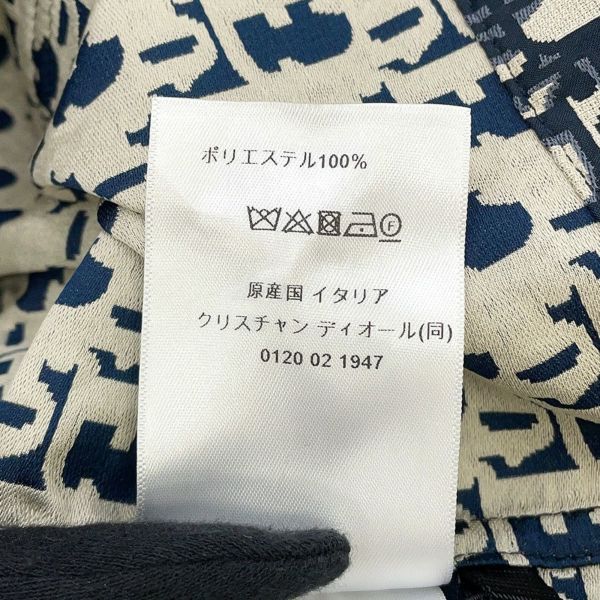 ポリエステル100%
原産国 イタリア
クリスチャン ディオール(同)
0120 02 1947